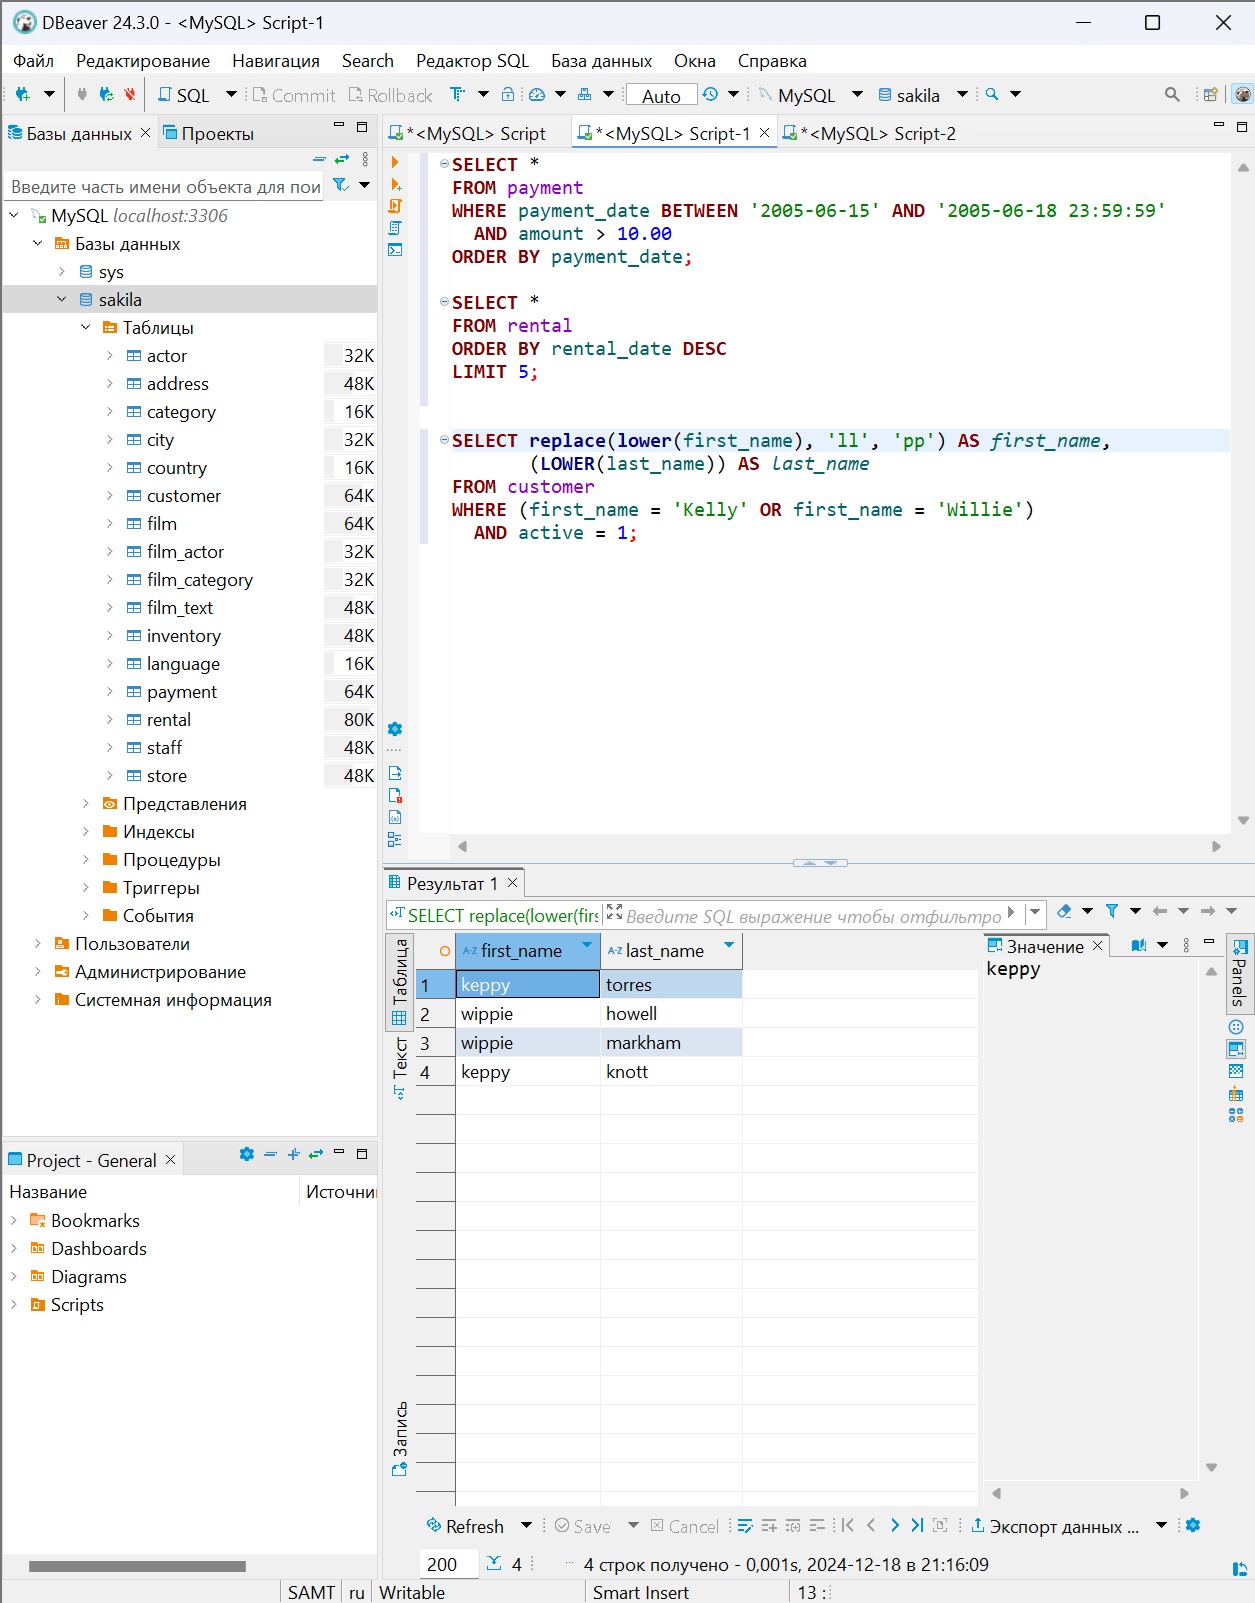 DBeaver 24.3.0 - <MySQL> Script-1
Файл Редактирование Навигация Search Редактор SQL База данных Окна Справка
SQL Commit Rollback Auto MySQL sakila
Базы данных Проекты
Введите часть имени объекта для пои
MySQL localhost:3306
Базы данных
sys
sakila
Таблицы
actor 32K
address 48K
category 16K
city 32K
country 16K
customer 64K
film 64K
film_actor 32K
film_category 32K
film_text 48K
inventory 48K
language 16K
payment 64K
rental 80K
staff 48K
store 48K
Представления
Индексы
Процедуры
Триггеры
События
Пользователи
Администрирование
Системная информация
Project - General
Название Источни
Bookmarks
Dashboards
Diagrams
Scripts
*<MySQL> Script *<MySQL> Script-1 *<MySQL> Script-2
SELECT *
FROM payment
WHERE payment_date BETWEEN '2005-06-15' AND '2005-06-18 23:59:59'
AND amount > 10.00
ORDER BY payment_date;
SELECT *
FROM rental
ORDER BY rental_date DESC
LIMIT 5;
SELECT replace(lower(first_name), 'll', 'pp') AS first_name,
(LOWER(last_name)) AS last_name
FROM customer
WHERE (first_name = 'Kelly' OR first_name = 'Willie')
AND active = 1;
Результат 1
SELECT replace(lower(firs Введите SQL выражение чтобы отфильтро
Таблица
Текст
Запись
first_name last_name
1 keppy torres
2 wippie howell
3 wippie markham
4 keppy knott
Значение
keppy
Panels
Refresh Save Cancel Экспорт данных ...
200 4 4 строк получено - 0,001s, 2024-12-18 в 21:16:09
SAMT ru Writable Smart Insert 13 :